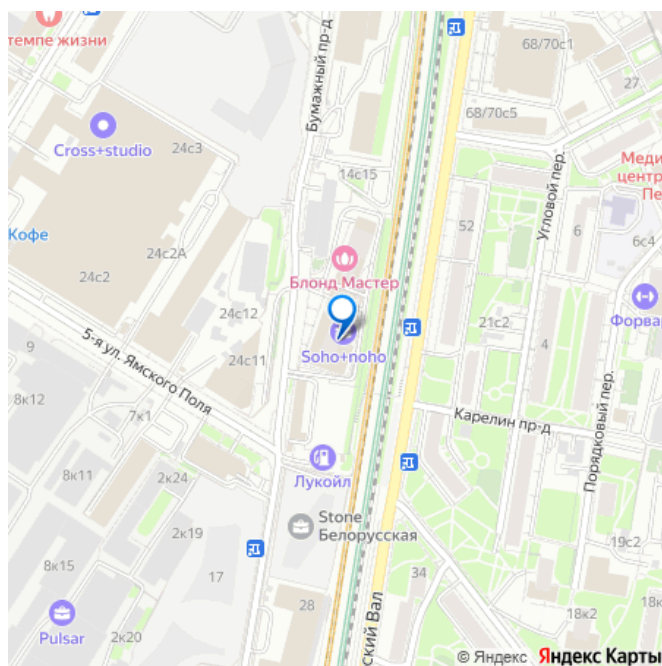 темпе жизни
Бумажный пр-д
68/70с1
27
68/70с5
Cross+studio
24с3
14с15
Угловой пер.
Меди
центр
Пе
Кофе
24с2А
24с2
52
6
6с4
Блонд Мастер
24с12
Форвар
5-я ул. Ямского Поля
9
24с11
Soho+noho
21с2
4
8к12
7к1
Карелин пр-д
Порядковый пер.
8к11
2к24
Лукойл
Stone
Белорусская
2к19
19с2
8к15
17
34
Pulsar
2к20
28
ский Вал
18к2
18к
© Яндекс Яндекс Карты